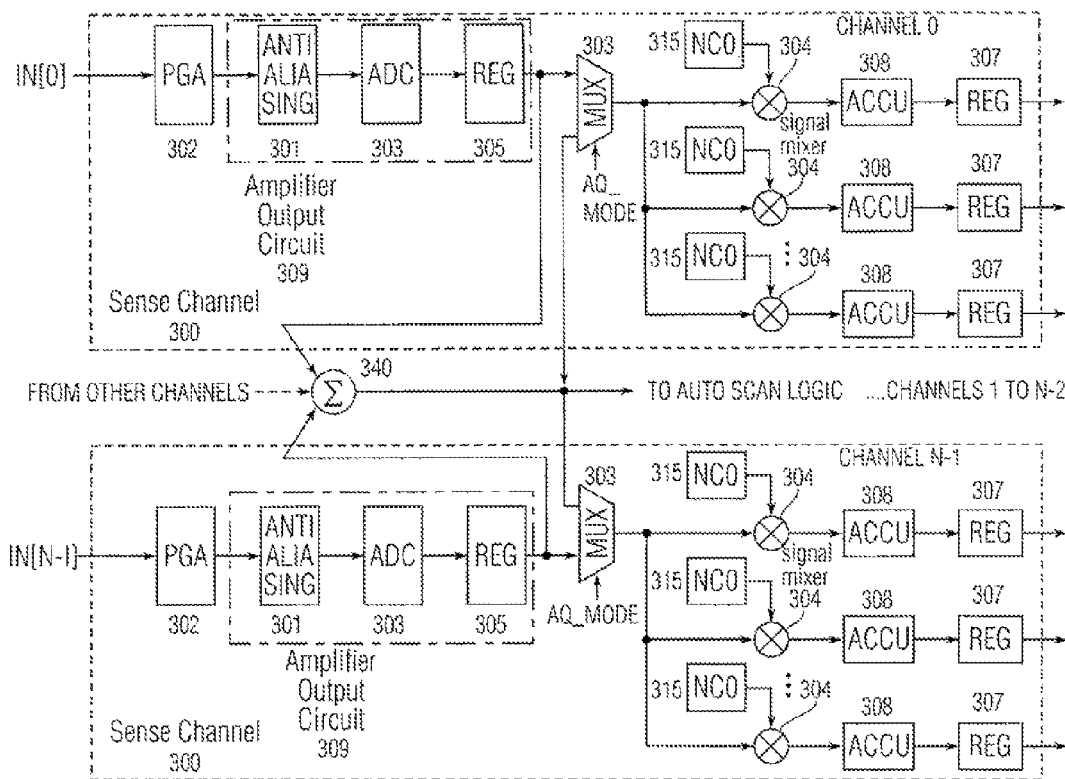 CHANNEL 0
IN[0]
PGA
302
ANTI
ALIA
SING
301
ADC
303
REG
305
Amplifier
Output
Circuit
309
Sense Channel
300
303
MUX
AQ_
MODE
315
NCO
304
signal
mixer
308
ACCU
307
REG
315
NCO
304
308
ACCU
307
REG
315
NCO
304
308
ACCU
307
REG
FROM OTHER CHANNELS
Σ
340
TO AUTO SCAN LOGIC ....CHANNELS 1 TO N-2
CHANNEL N-1
IN[N-1]
PGA
302
ANTI
ALIA
SING
301
ADC
303
REG
305
Amplifier
Output
Circuit
309
Sense Channel
300
303
MUX
AQ_MODE
315
NCO
304
signal
mixer
308
ACCU
307
REG
315
NCO
304
308
ACCU
307
REG
315
NCO
304
308
ACCU
307
REG